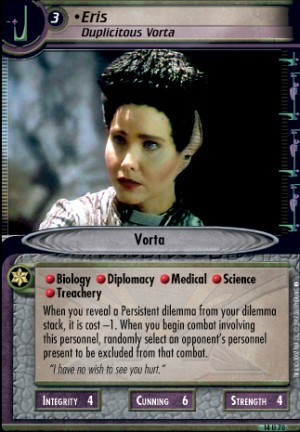 3
•Eris
Duplicitous Vorta
Vorta
Biology Diplomacy Medical Science
Treachery
When you reveal a Persistent dilemma from your dilemma
stack, it is cost –1. When you begin combat involving
this personnel, randomly select an opponent's personnel
present to be excluded from that combat.
"I have no wish to see you hurt."
Integrity 4 Cunning 6 Strength 4
14 U 70